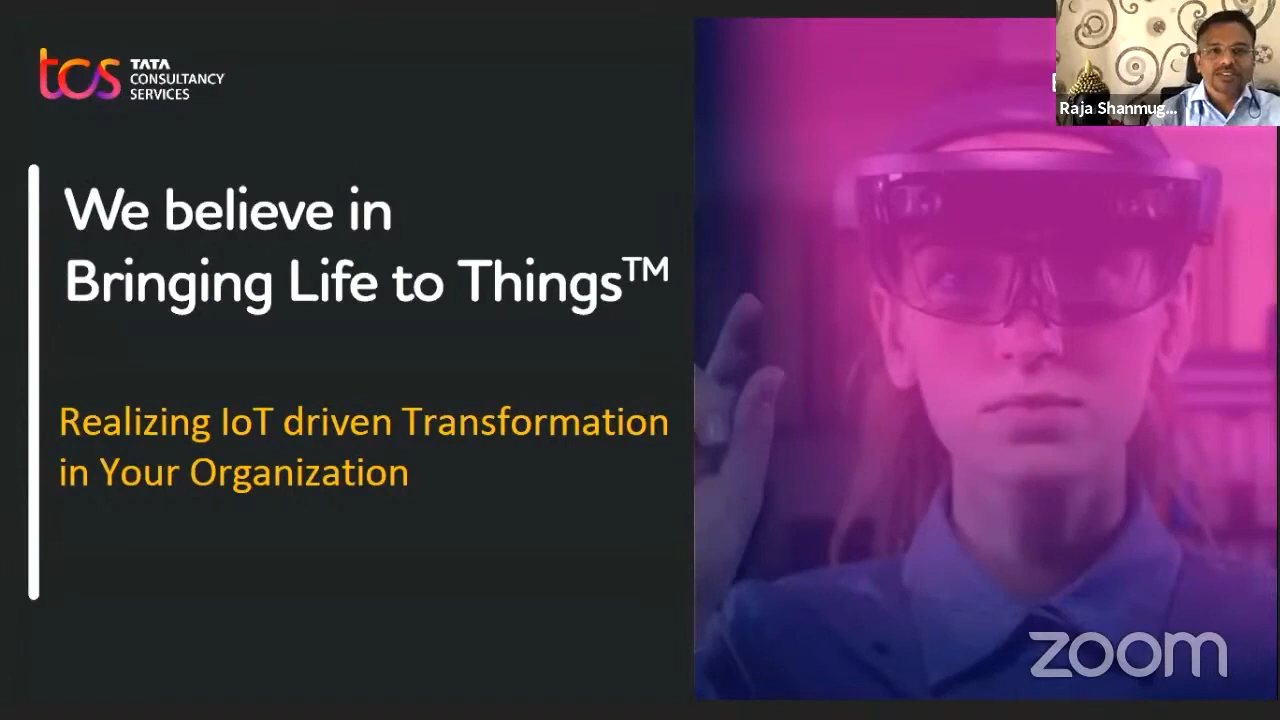 tcs TATA
CONSULTANCY
SERVICES
We believe in
Bringing Life to Things™
Realizing IoT driven Transformation
in Your Organization
Raja Shanmug...
zoom